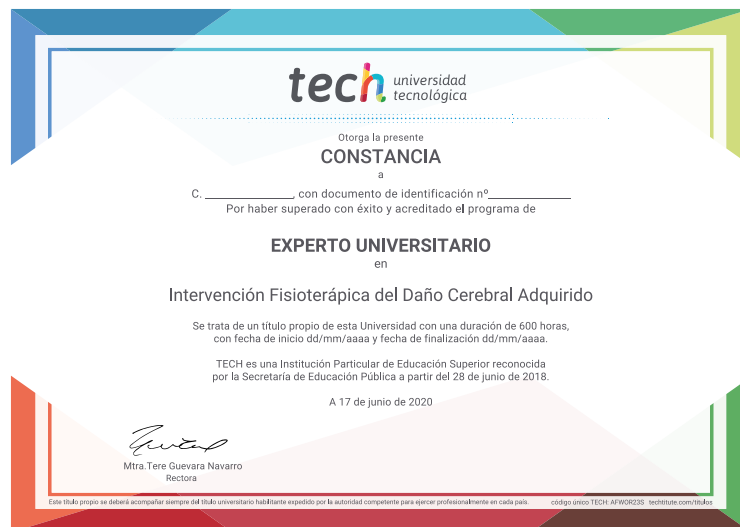 tech universidad
tecnológica
Otorga la presente
CONSTANCIA
a
C. ______________, con documento de identificación nº______________
Por haber superado con éxito y acreditado el programa de
EXPERTO UNIVERSITARIO
en
Intervención Fisioterápica del Daño Cerebral Adquirido
Se trata de un título propio de esta Universidad con una duración de 600 horas,
con fecha de inicio dd/mm/aaaa y fecha de finalización dd/mm/aaaa.
TECH es una Institución Particular de Educación Superior reconocida
por la Secretaría de Educación Pública a partir del 28 de junio de 2018.
A 17 de junio de 2020
Mtra.Tere Guevara Navarro
Rectora
Este título propio se deberá acompañar siempre del título universitario habilitante expedido por la autoridad competente para ejercer profesionalmente en cada país. código único TECH: AFWOR23S techtitute.com/títulos